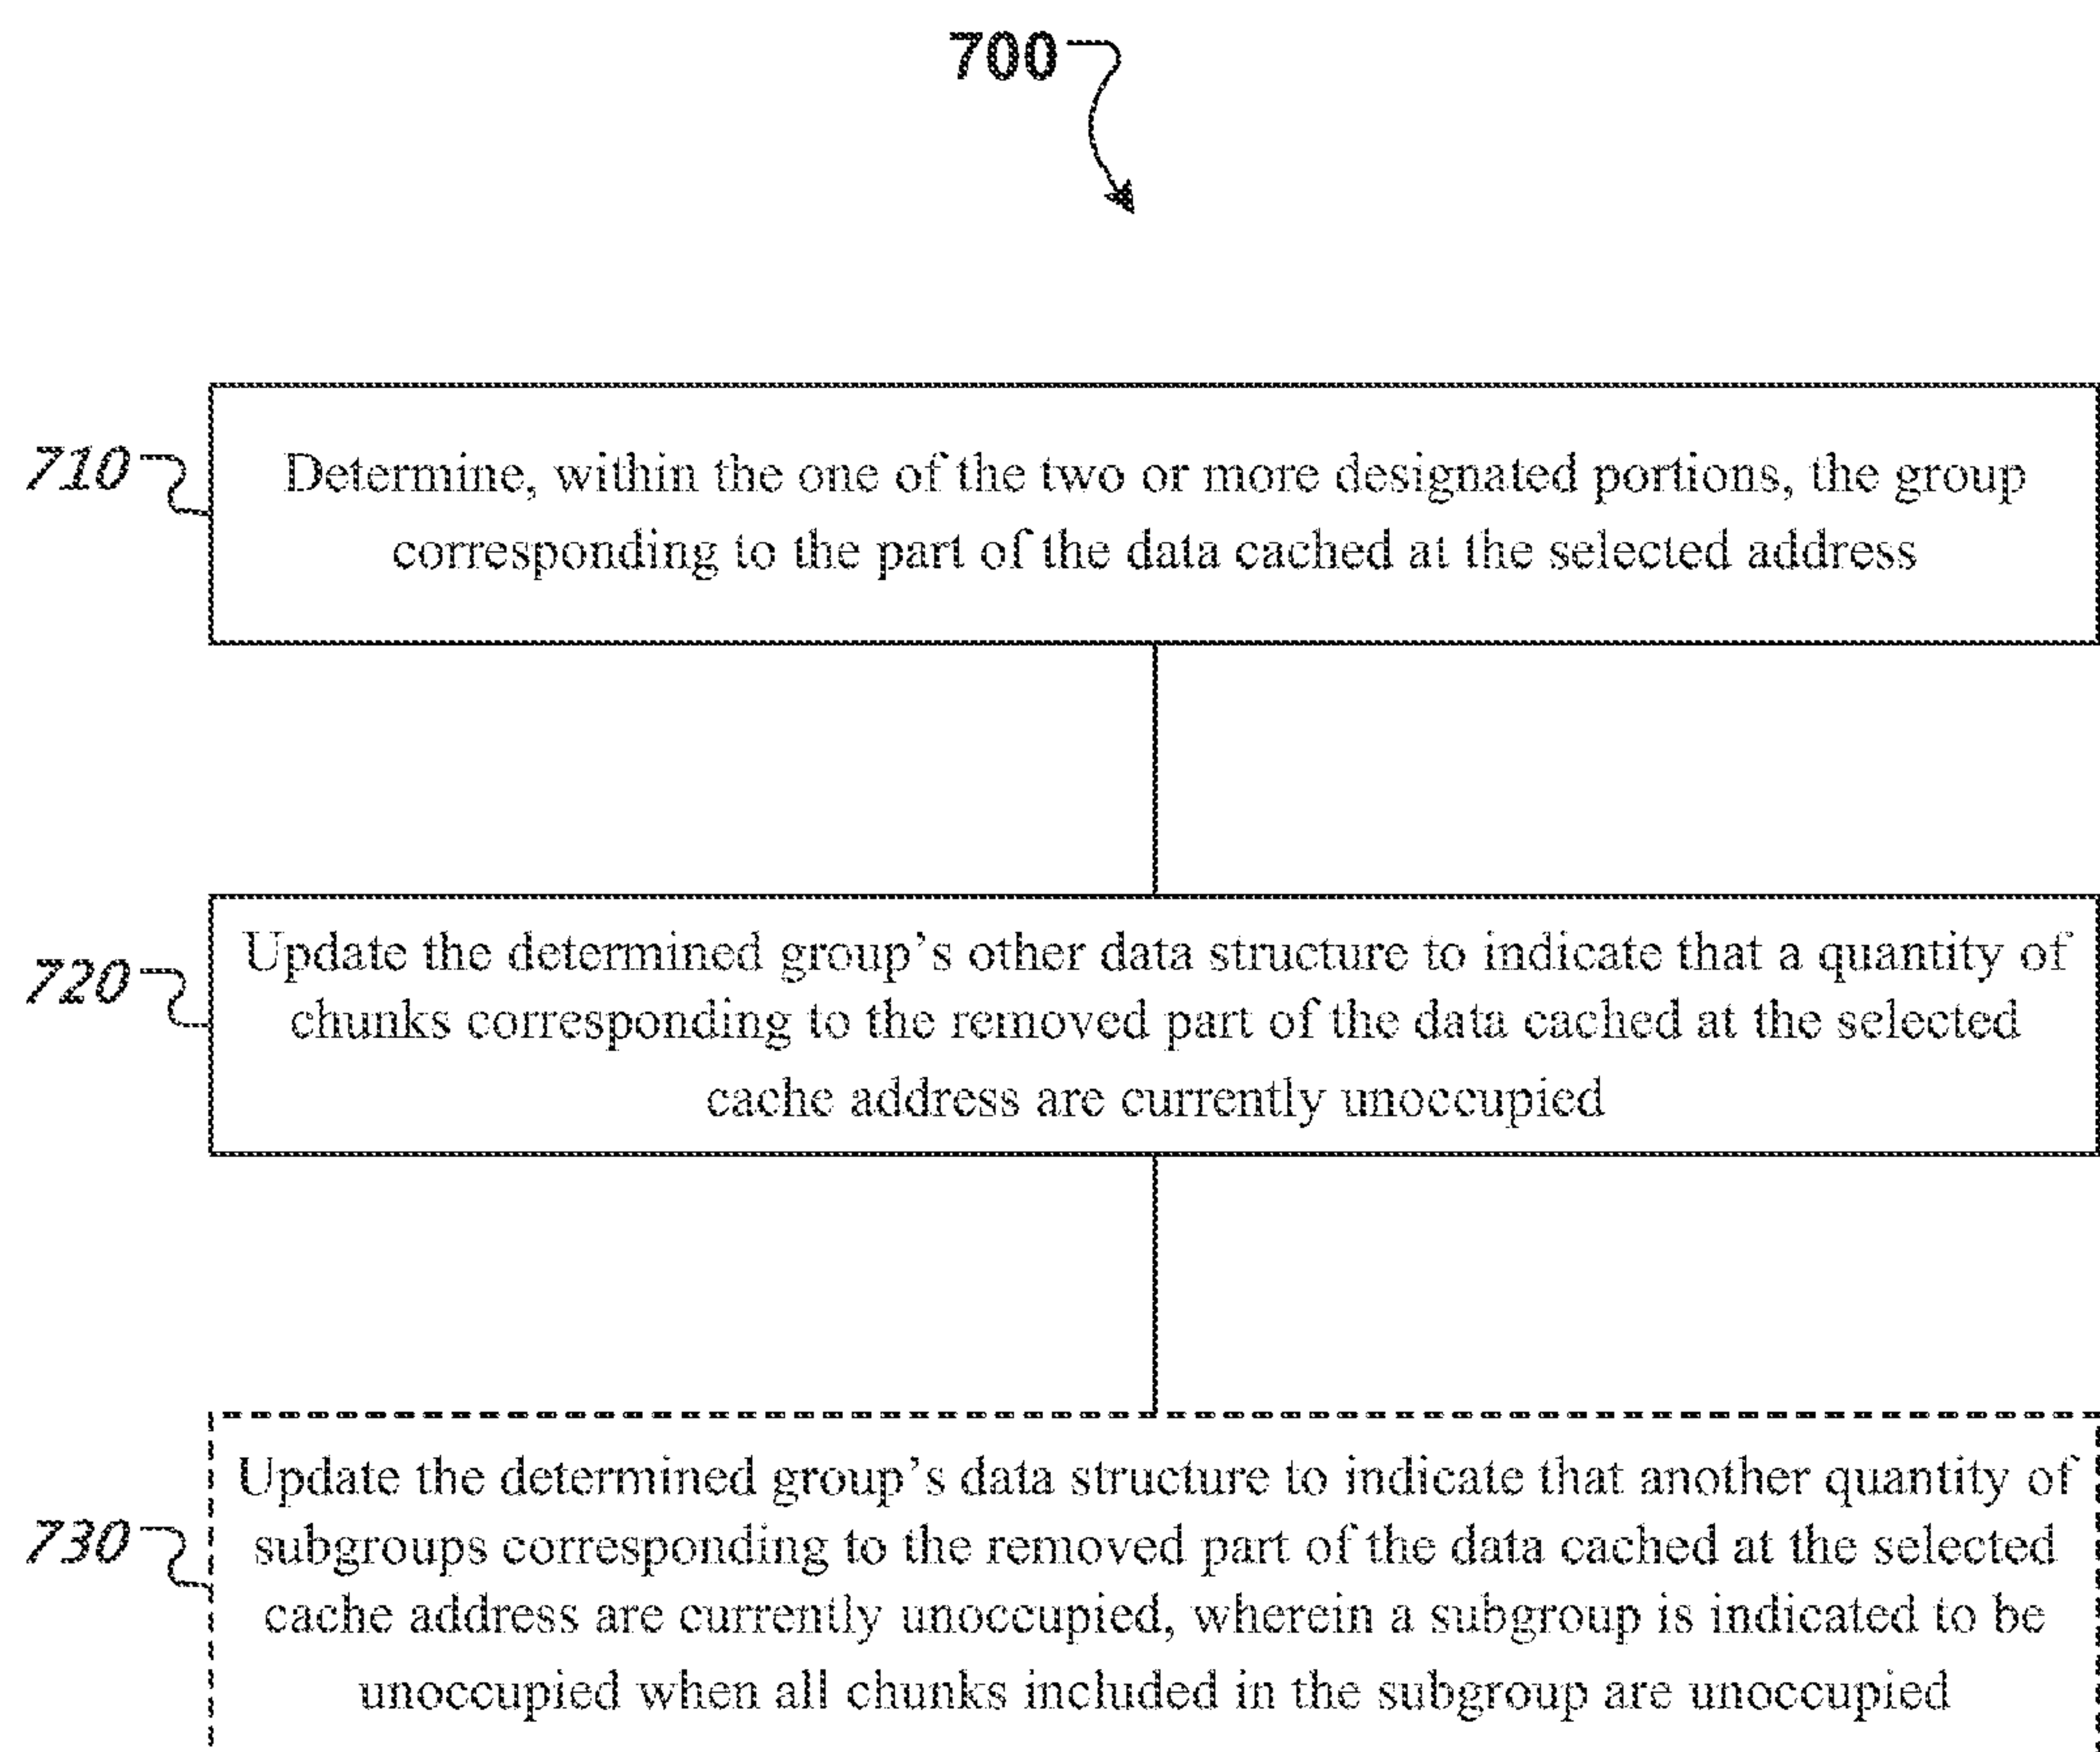 700
710
Determine, within the one of the two or more designated portions, the group
corresponding to the part of the data cached at the selected address
720
Update the determined group's other data structure to indicate that a quantity of
chunks corresponding to the removed part of the data cached at the selected
cache address are currently unoccupied
730
Update the determined group's data structure to indicate that another quantity of
subgroups corresponding to the removed part of the data cached at the selected
cache address are currently unoccupied, wherein a subgroup is indicated to be
unoccupied when all chunks included in the subgroup are unoccupied